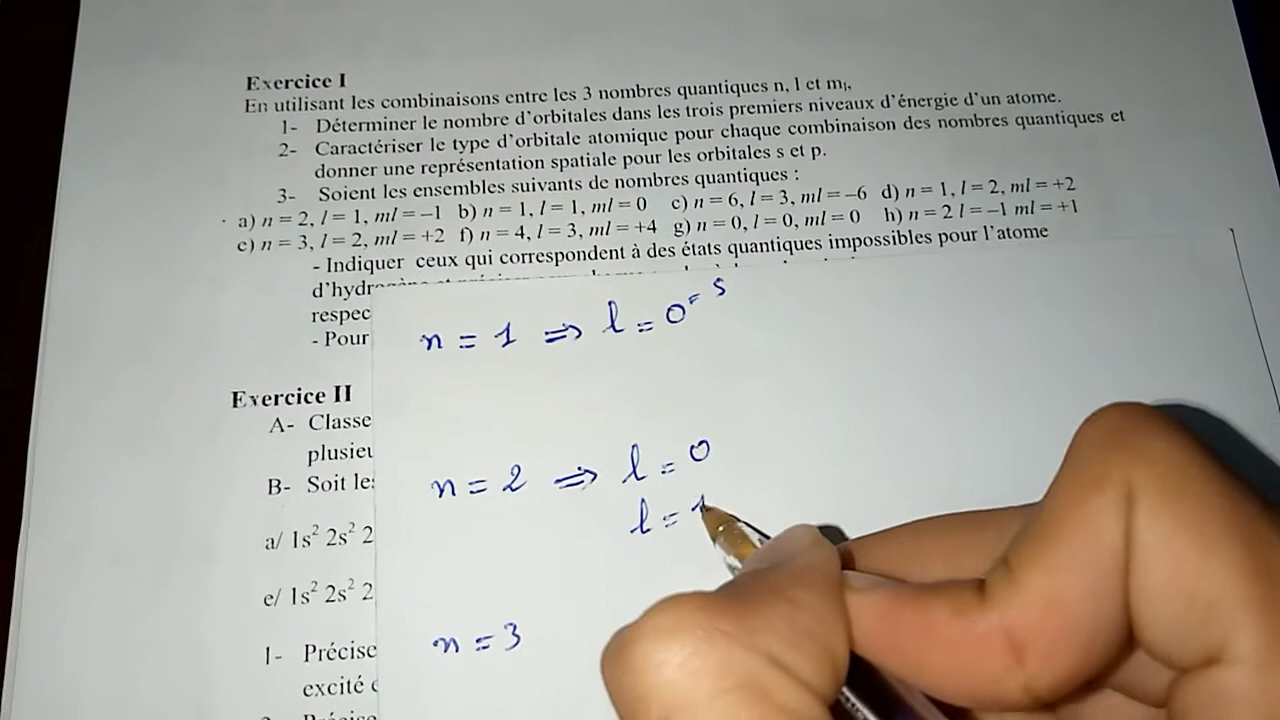 Exercice I
En utilisant les combinaisons entre les 3 nombres quantiques n, l et mₗ,
1- Déterminer le nombre d'orbitales dans les trois premiers niveaux d'énergie d'un atome.
2- Caractériser le type d'orbitale atomique pour chaque combinaison des nombres quantiques et
donner une représentation spatiale pour les orbitales s et p.
3- Soient les ensembles suivants de nombres quantiques :
a) n = 2, l = 1, ml = −1 b) n = 1, l = 1, ml = 0 c) n = 6, l = 3, ml = −6 d) n = 1, l = 2, ml = +2
e) n = 3, l = 2, ml = +2 f) n = 4, l = 3, ml = +4 g) n = 0, l = 0, ml = 0 h) n = 2 l = −1 ml = +1
- Indiquer ceux qui correspondent à des états quantiques impossibles pour l'atome
d'hydr
respec
- Pour
n = 1 ⇒ l = 0 = s
Exercice II
A- Classe
plusieu
n = 2 ⇒ l = 0
B- Soit les
l = 1
a/ 1s² 2s² 2
e/ 1s² 2s² 2
n = 3
1- Précise
excité